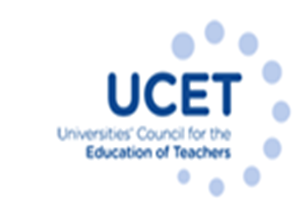 UCET
Universities' Council for the
Education of Teachers